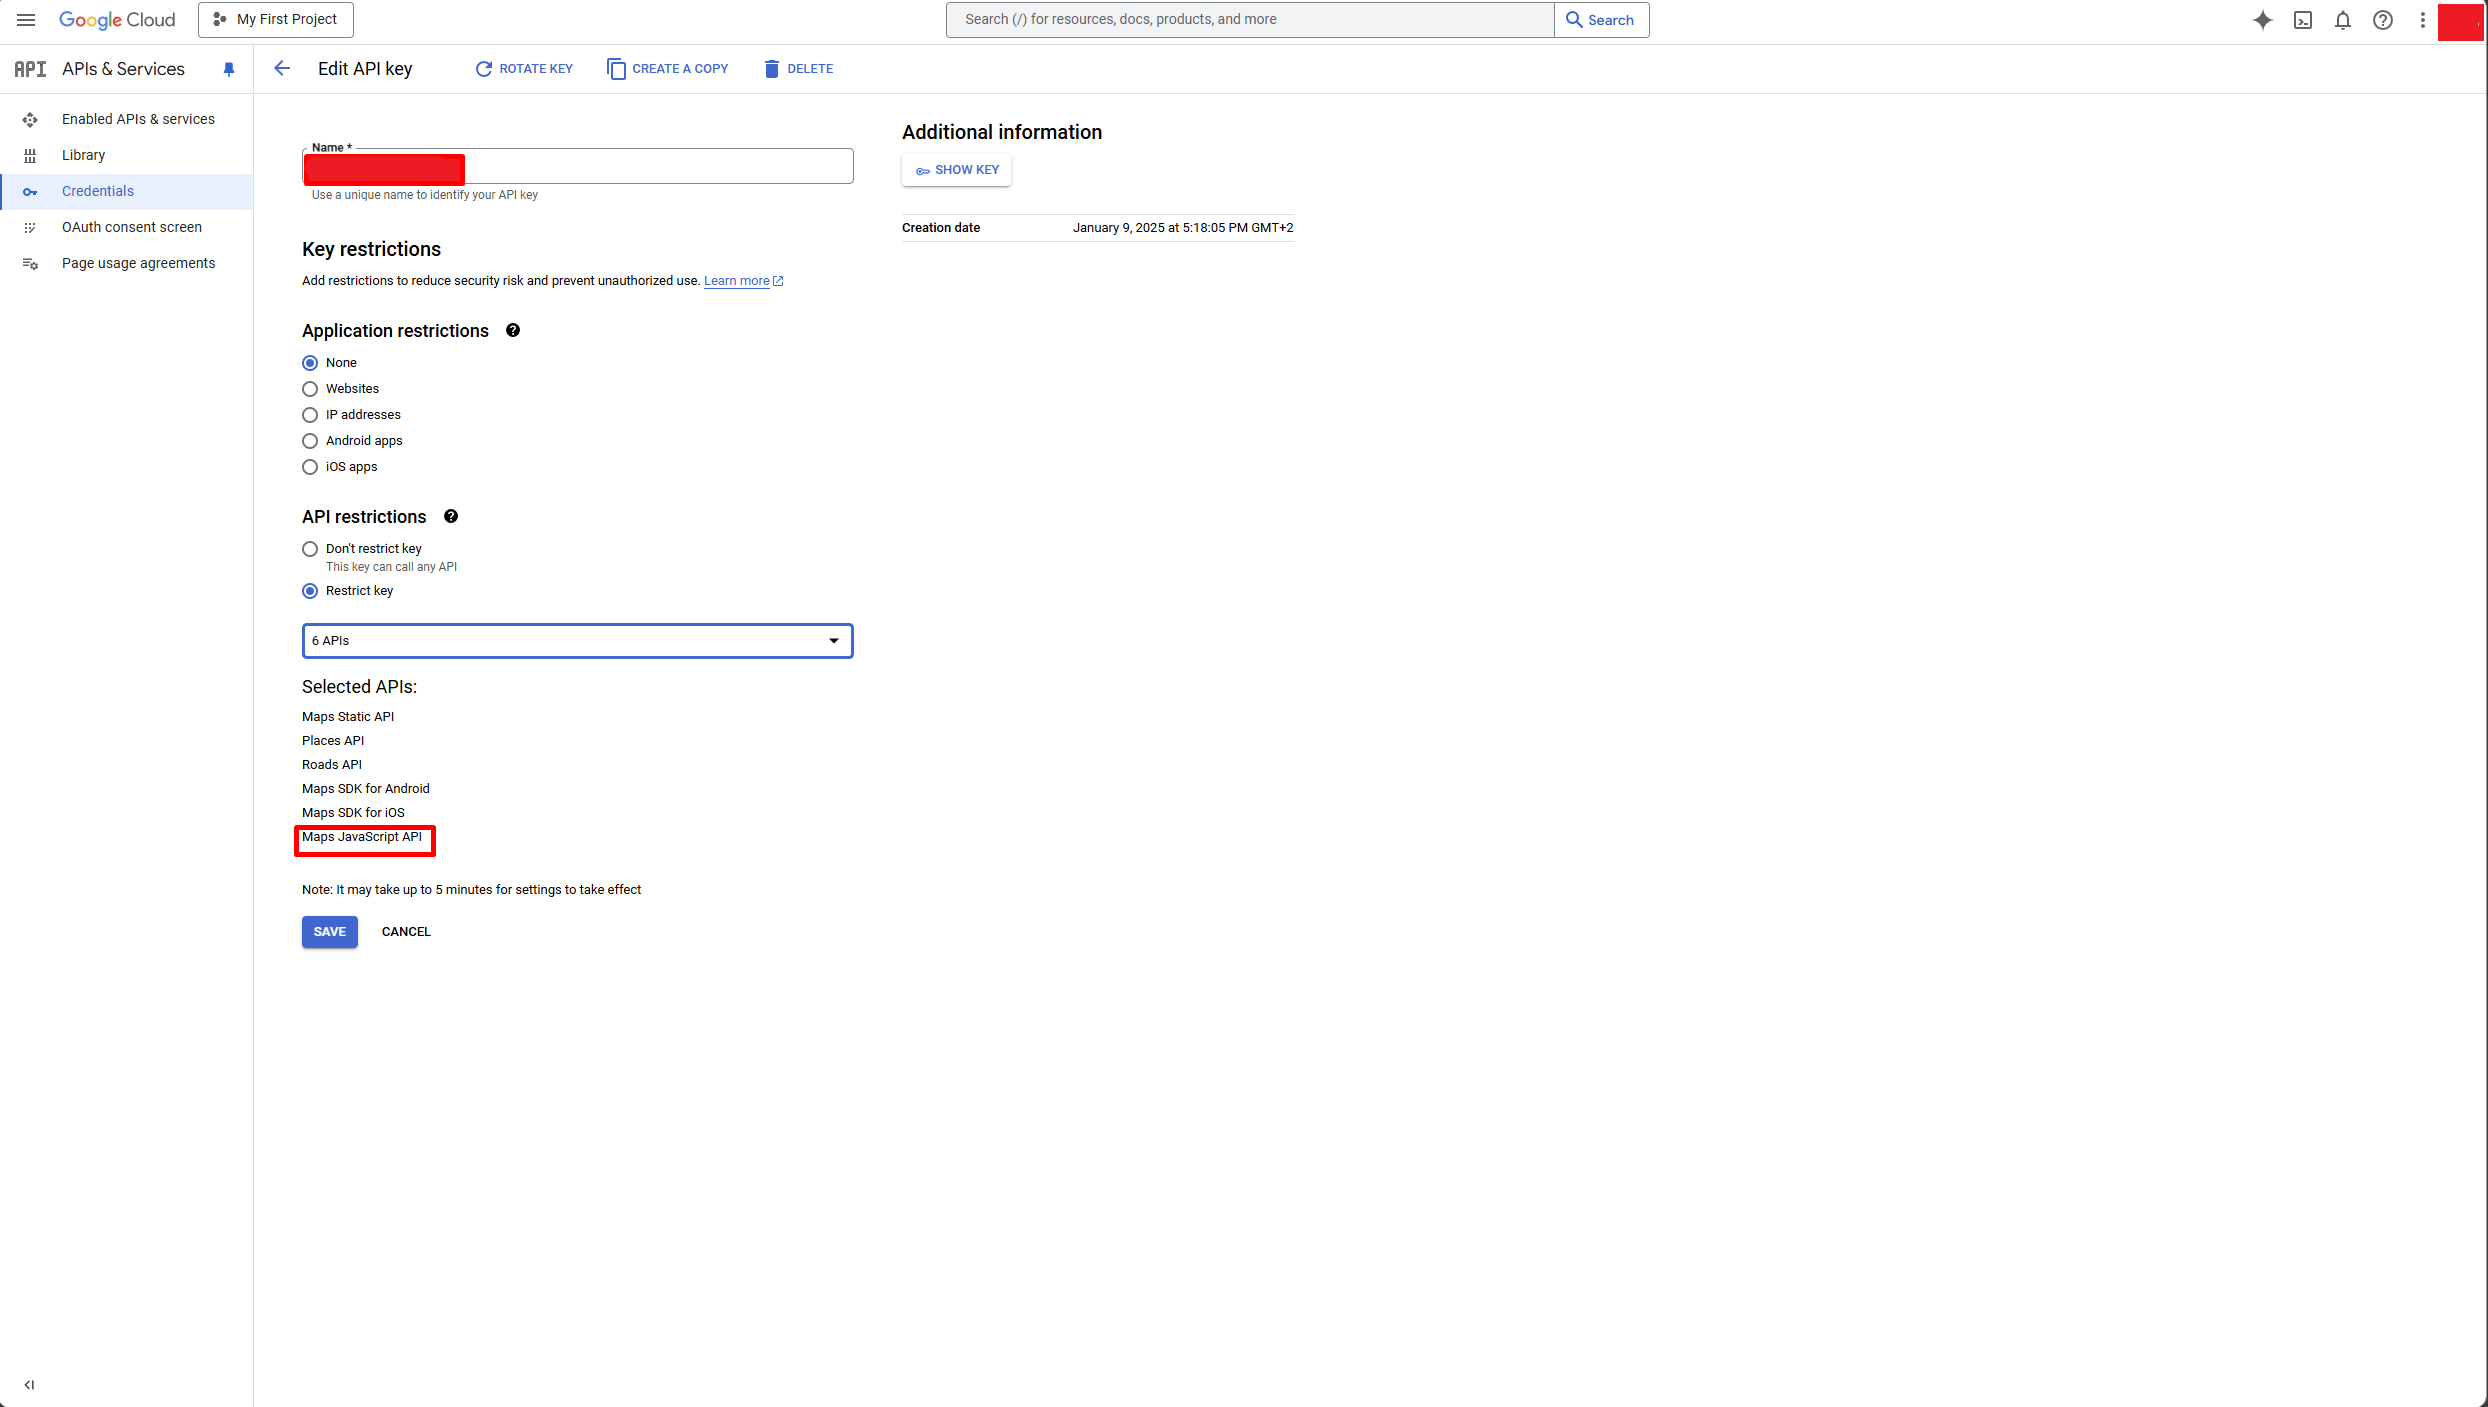 Google Cloud
My First Project
Search (/) for resources, docs, products, and more
Search
API APIs & Services
Edit API key
ROTATE KEY
CREATE A COPY
DELETE
Enabled APIs & services
Library
Credentials
OAuth consent screen
Page usage agreements
Name *
Use a unique name to identify your API key
Key restrictions
Add restrictions to reduce security risk and prevent unauthorized use. Learn more
Application restrictions
None
Websites
IP addresses
Android apps
iOS apps
API restrictions
Don't restrict key
This key can call any API
Restrict key
6 APIs
Selected APIs:
Maps Static API
Places API
Roads API
Maps SDK for Android
Maps SDK for iOS
Maps JavaScript API
Note: It may take up to 5 minutes for settings to take effect
SAVE
CANCEL
Additional information
SHOW KEY
Creation date January 9, 2025 at 5:18:05 PM GMT+2